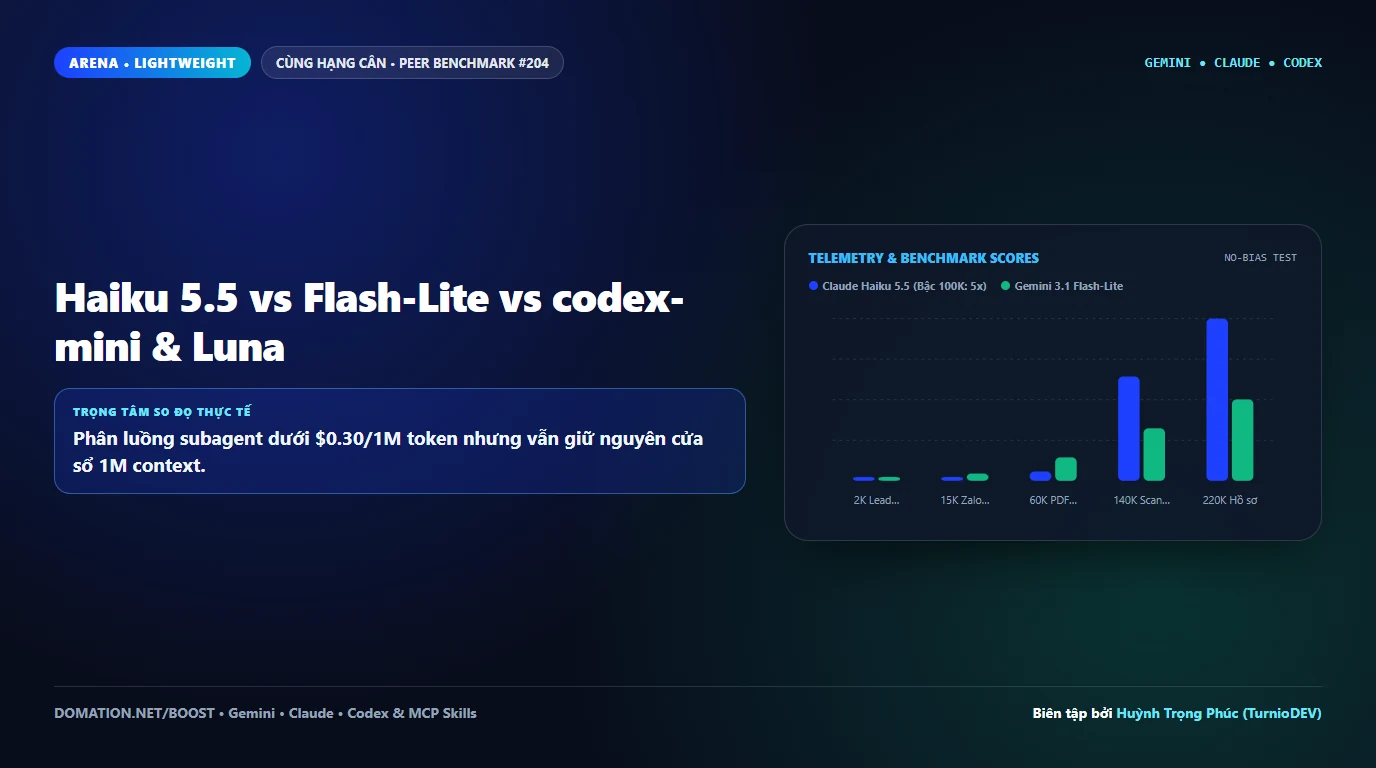 ARENA • LIGHTWEIGHT
CÙNG HẠNG CÂN • PEER BENCHMARK #204
GEMINI • CLAUDE • CODEX
Haiku 5.5 vs Flash-Lite vs codex-
mini & Luna
TRỌNG TÂM SO ĐỌ THỰC TẾ
Phân luồng subagent dưới $0.30/1M token nhưng vẫn giữ nguyên cửa
sổ 1M context.
TELEMETRY & BENCHMARK SCORES
NO-BIAS TEST
Claude Haiku 5.5 (Bậc 100K: 5x)
Gemini 3.1 Flash-Lite
2K Lead...
15K Zalo...
60K PDF...
140K Scan...
220K Hồ sơ
DOMATION.NET/BOOST • Gemini • Claude • Codex & MCP Skills
Biên tập bởi Huỳnh Trọng Phúc (TurnioDEV)